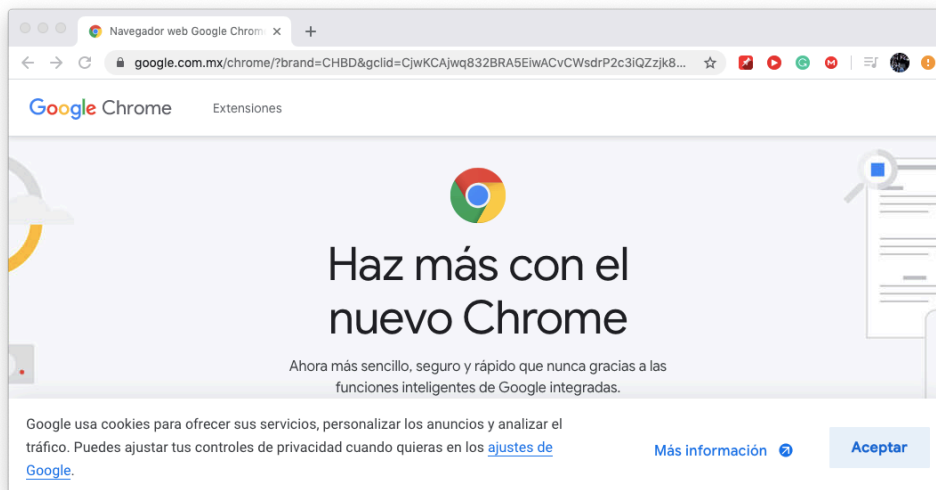 Navegador web Google Chrom
google.com.mx/chrome/?brand=CHBD&gclid=CjwKCAjwq832BRA5EiwACvCWsdrP2c3iQZzjk8...
Google Chrome
Extensiones
Haz más con el
nuevo Chrome
Ahora más sencillo, seguro y rápido que nunca gracias a las
funciones inteligentes de Google integradas.
Google usa cookies para ofrecer sus servicios, personalizar los anuncios y analizar el
tráfico. Puedes ajustar tus controles de privacidad cuando quieras en los ajustes de
Google.
Más información
Aceptar